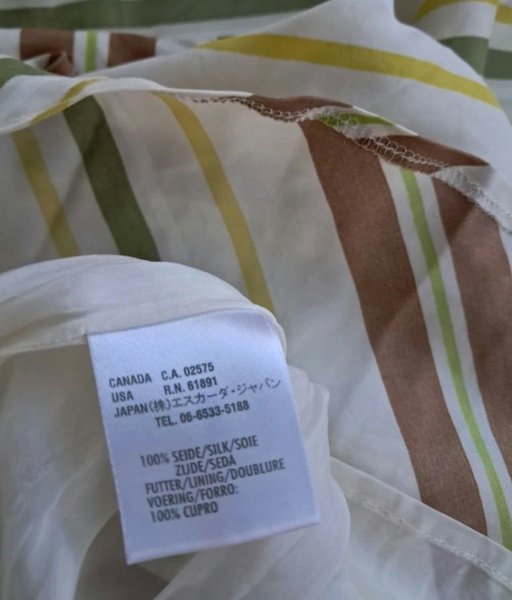 CANADA C.A. 02575
USA R.N. 61891
JAPAN(株)エスカーダ・ジャパン
TEL. 06-6533-5188
100% SEIDE/SILK/SOIE
ZIJDE/SEDA
FUTTER/LINING/DOUBLURE
VOERING/FORRO:
100% CUPRO